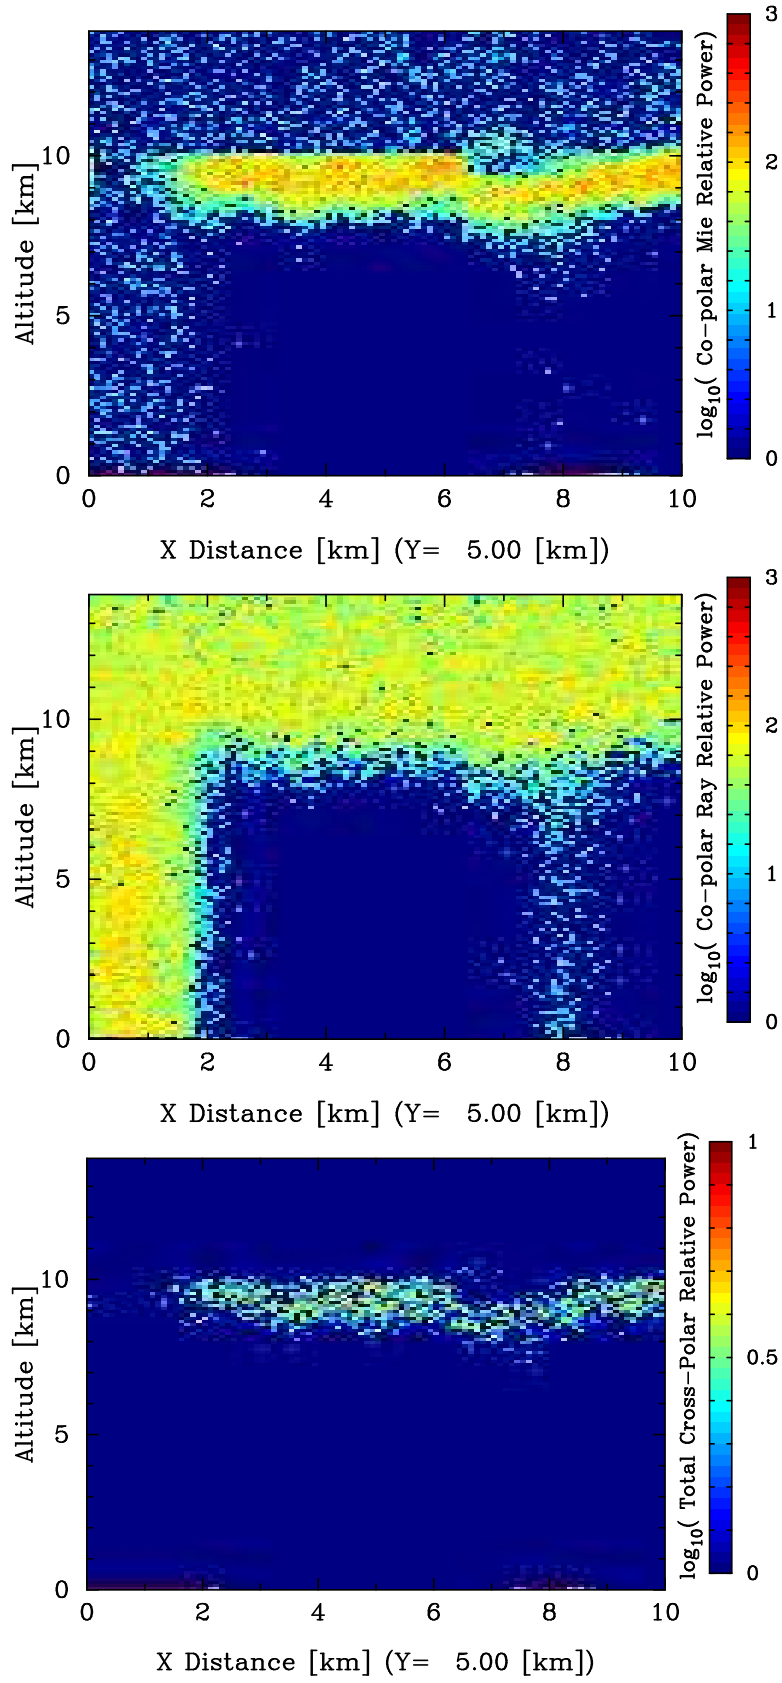 3
log10( Co-polar Mie Relative Power)
2
1
0
Altitude [km]
10
5
0
0 2 4 6 8 10
X Distance [km] (Y= 5.00 [km])
3
log10( Co-polar Ray Relative Power)
2
1
0
Altitude [km]
10
5
0
0 2 4 6 8 10
X Distance [km] (Y= 5.00 [km])
1
log10( Total Cross-Polar Relative Power)
0.5
0
Altitude [km]
10
5
0
0 2 4 6 8 10
X Distance [km] (Y= 5.00 [km])